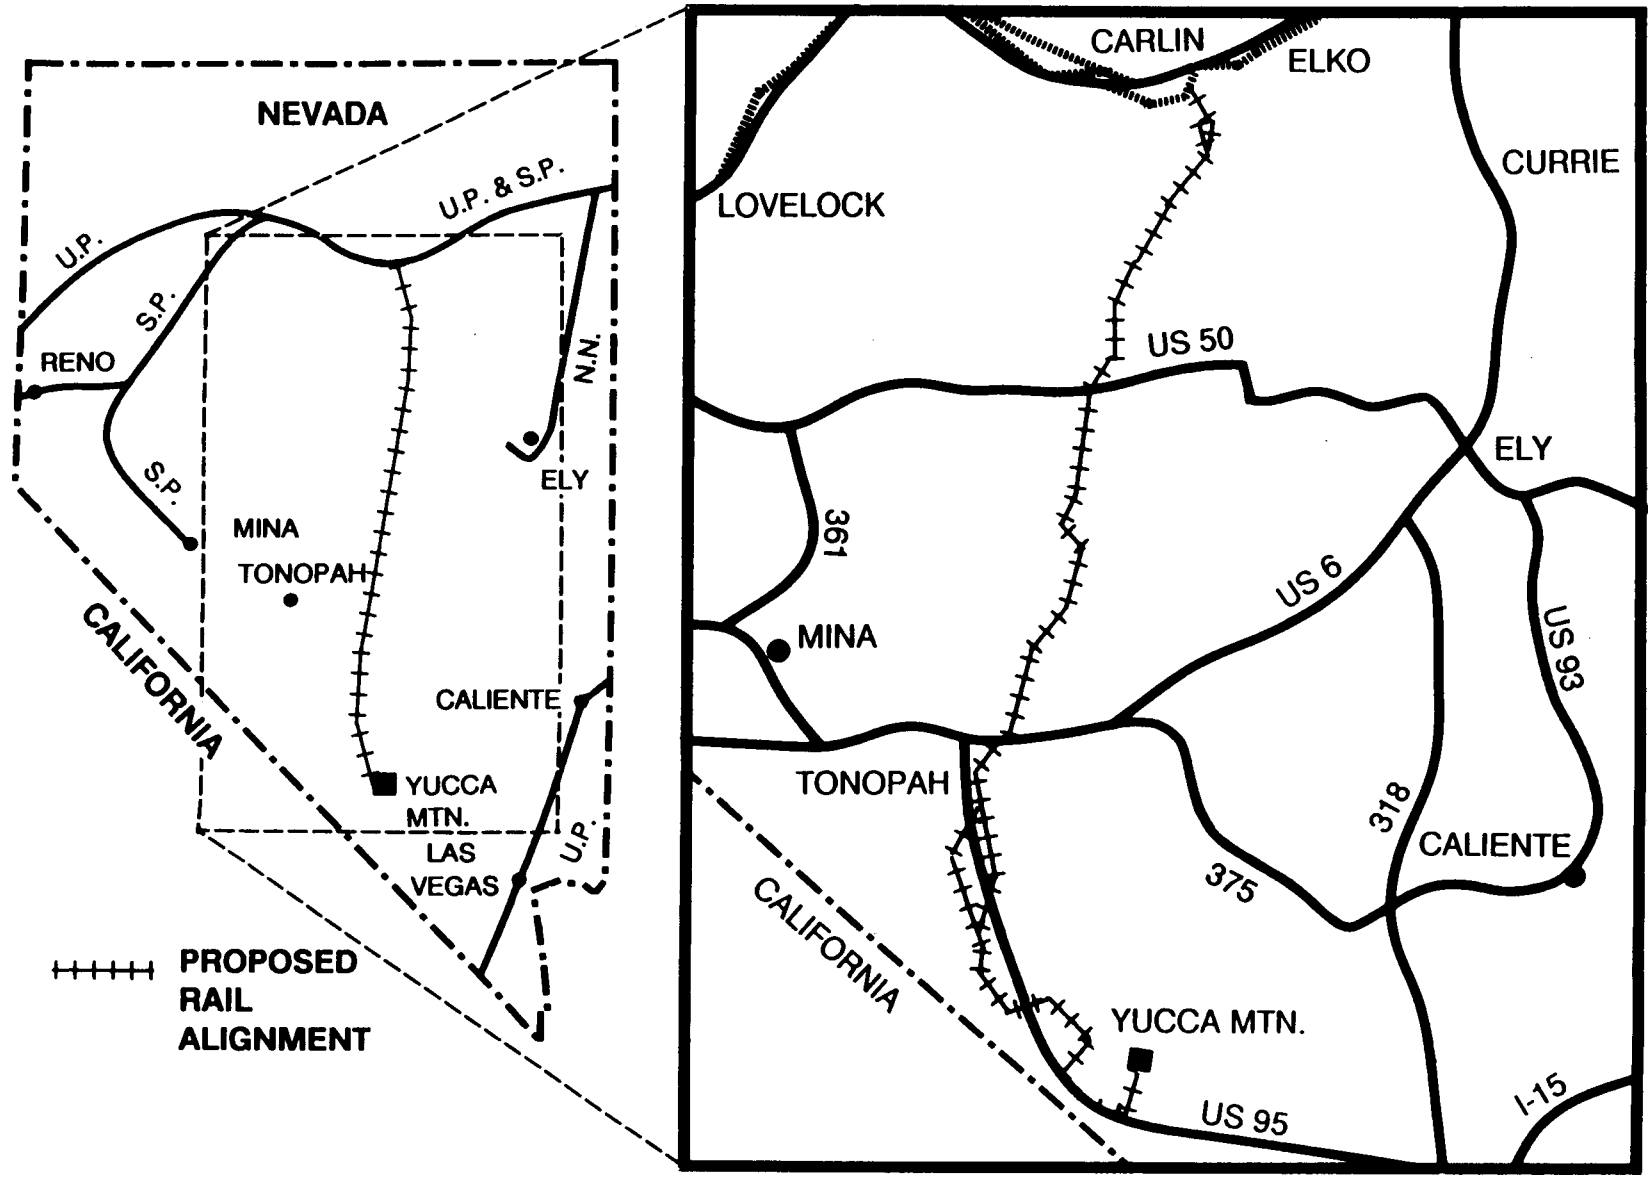 NEVADA
U.P. & S.P.
U.P.
S.P.
RENO
N.N.
S.P.
ELY
MINA
TONOPAH
CALIFORNIA
CALIENTE
YUCCA
MTN.
LAS
VEGAS
U.P.
PROPOSED
RAIL
ALIGNMENT
CARLIN
ELKO
CURRIE
LOVELOCK
US 50
ELY
361
US 6
MINA
US 93
TONOPAH
318
CALIENTE
375
CALIFORNIA
YUCCA MTN.
I-15
US 95